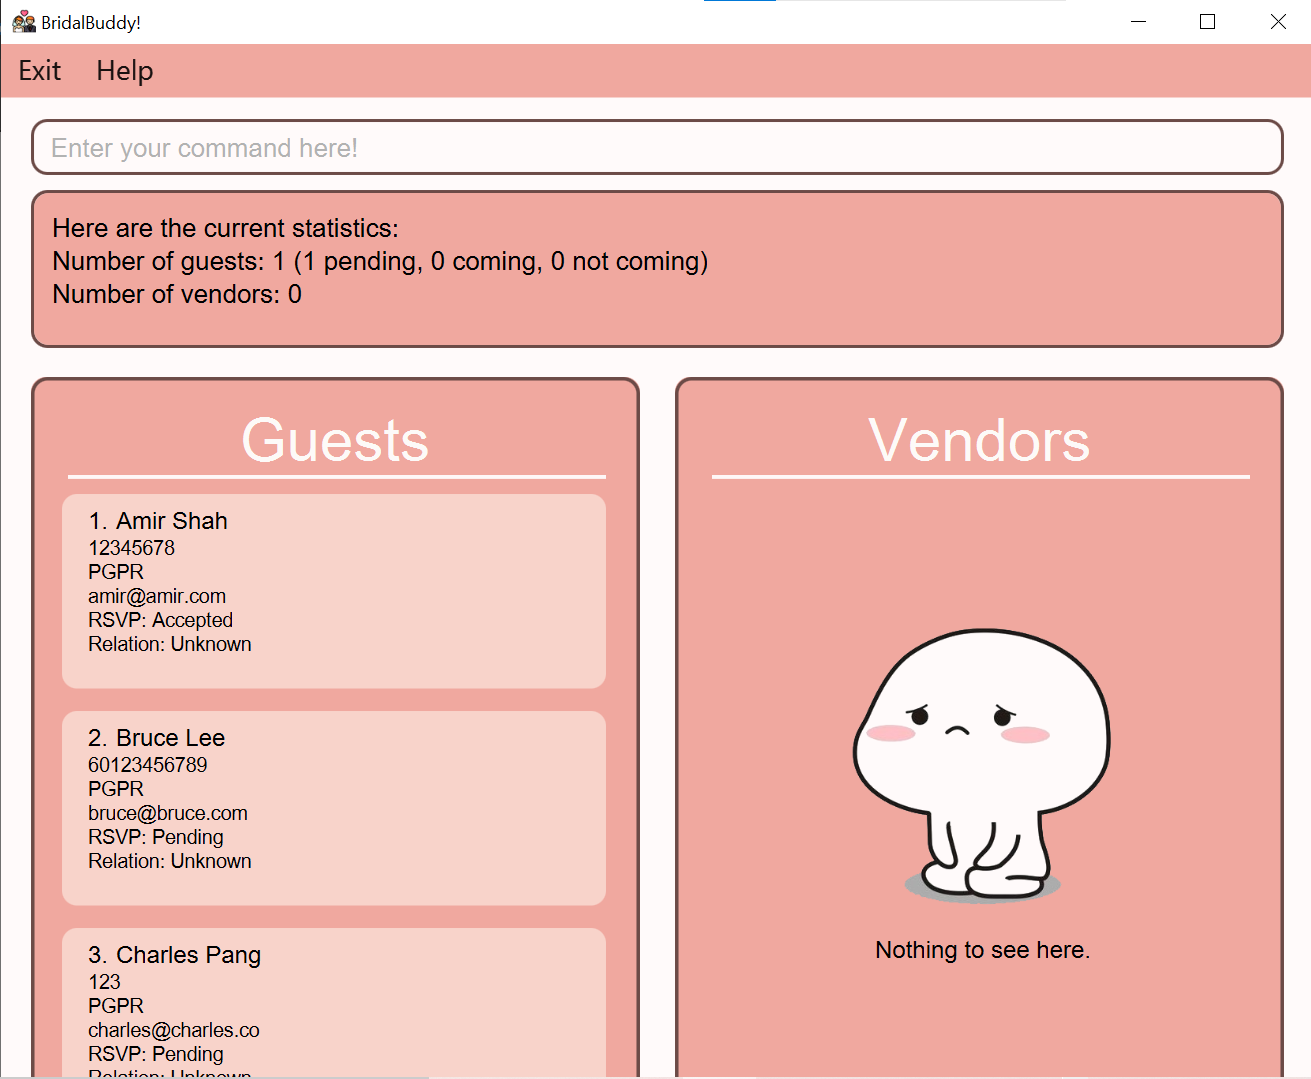 BridalBuddy!
Exit Help
Enter your command here!
Here are the current statistics:
Number of guests: 1 (1 pending, 0 coming, 0 not coming)
Number of vendors: 0
Guests
1. Amir Shah
12345678
PGPR
amir@amir.com
RSVP: Accepted
Relation: Unknown
2. Bruce Lee
60123456789
PGPR
bruce@bruce.com
RSVP: Pending
Relation: Unknown
3. Charles Pang
123
PGPR
charles@charles.co
RSVP: Pending
Relation: Unknown
Vendors
Nothing to see here.